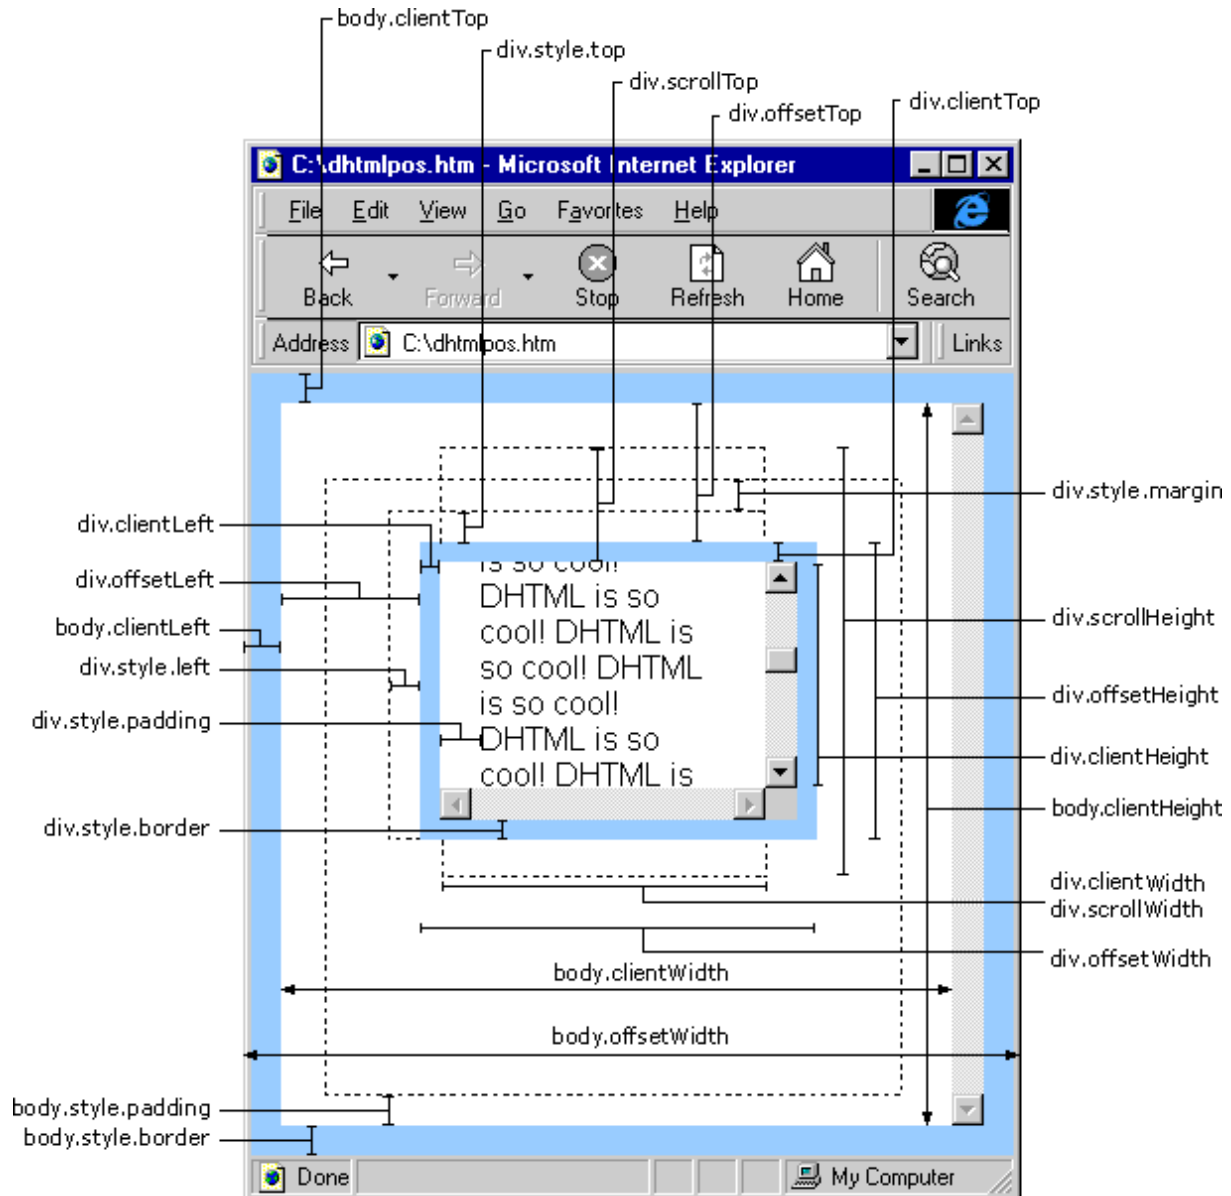 body.clientTop
div.style.top
div.scrollTop
div.clientTop
div.offsetTop
C:\dhtmlpos.htm - Microsoft Internet Explorer
File Edit View Go Favorites Help
Back Forward Stop Refresh Home Search
Address C:\dhtmlpos.htm Links
div.style.margin
div.clientLeft
is so cool!
div.offsetLeft
DHTML is so
div.scrollHeight
body.clientLeft
cool! DHTML is
div.style.left
so cool! DHTML
div.offsetHeight
is so cool!
div.style.padding
DHTML is so
div.clientHeight
cool! DHTML is
body.clientHeight
div.style.border
div.clientWidth
div.scrollWidth
div.offsetWidth
body.clientWidth
body.offsetWidth
body.style.padding
body.style.border
Done My Computer